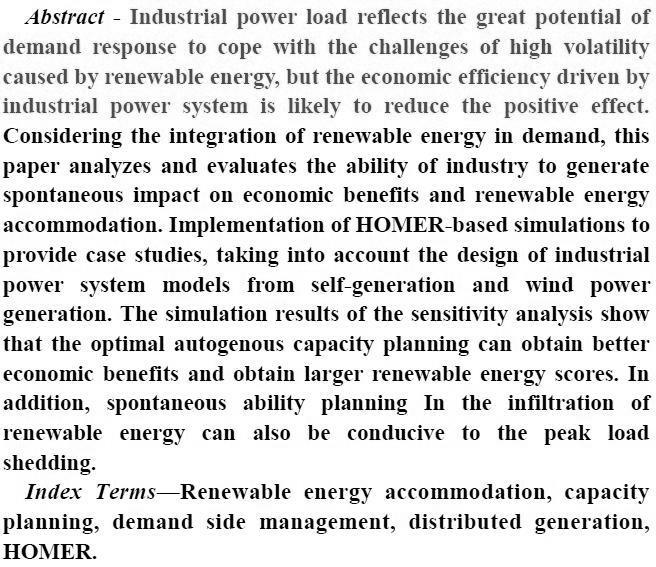 Abstract - Industrial power load reflects the great potential of
demand response to cope with the challenges of high volatility
caused by renewable energy, but the economic efficiency driven by
industrial power system is likely to reduce the positive effect.
Considering the integration of renewable energy in demand, this
paper analyzes and evaluates the ability of industry to generate
spontaneous impact on economic benefits and renewable energy
accommodation. Implementation of HOMER-based simulations to
provide case studies, taking into account the design of industrial
power system models from self-generation and wind power
generation. The simulation results of the sensitivity analysis show
that the optimal autogenous capacity planning can obtain better
economic benefits and obtain larger renewable energy scores. In
addition, spontaneous ability planning In the infiltration of
renewable energy can also be conducive to the peak load
shedding.
Index Terms—Renewable energy accommodation, capacity
planning, demand side management, distributed generation,
HOMER.